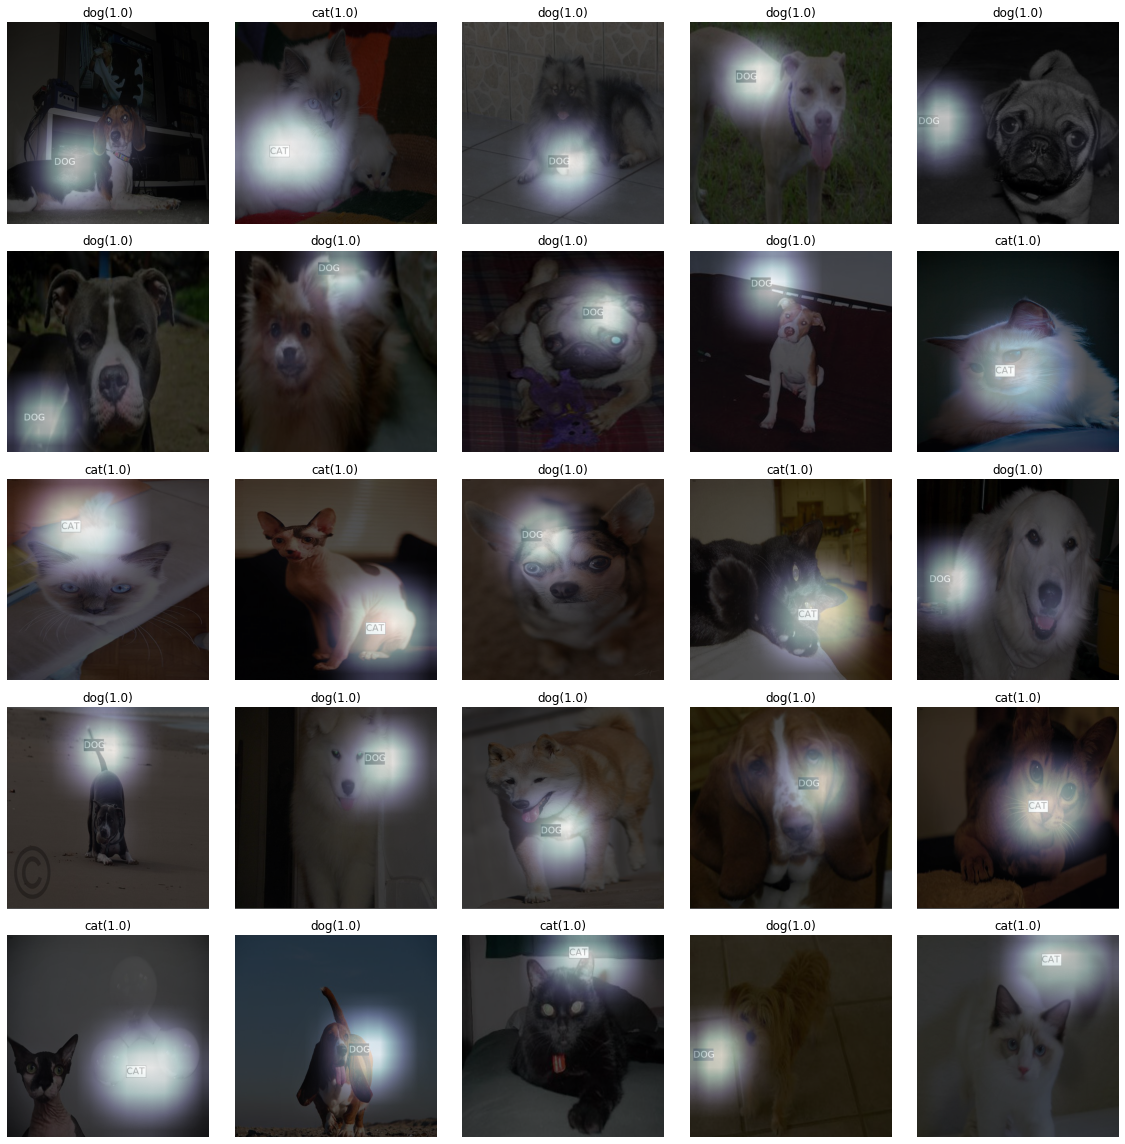 dog(1.0) cat(1.0) dog(1.0) dog(1.0) dog(1.0)
DOG CAT DOG DOG DOG
dog(1.0) dog(1.0) dog(1.0) dog(1.0) cat(1.0)
DOG DOG DOG DOG CAT
cat(1.0) cat(1.0) dog(1.0) cat(1.0) dog(1.0)
CAT CAT DOG CAT DOG
dog(1.0) dog(1.0) dog(1.0) dog(1.0) cat(1.0)
DOG DOG DOG DOG CAT
©
cat(1.0) dog(1.0) cat(1.0) dog(1.0) cat(1.0)
CAT DOG CAT DOG CAT